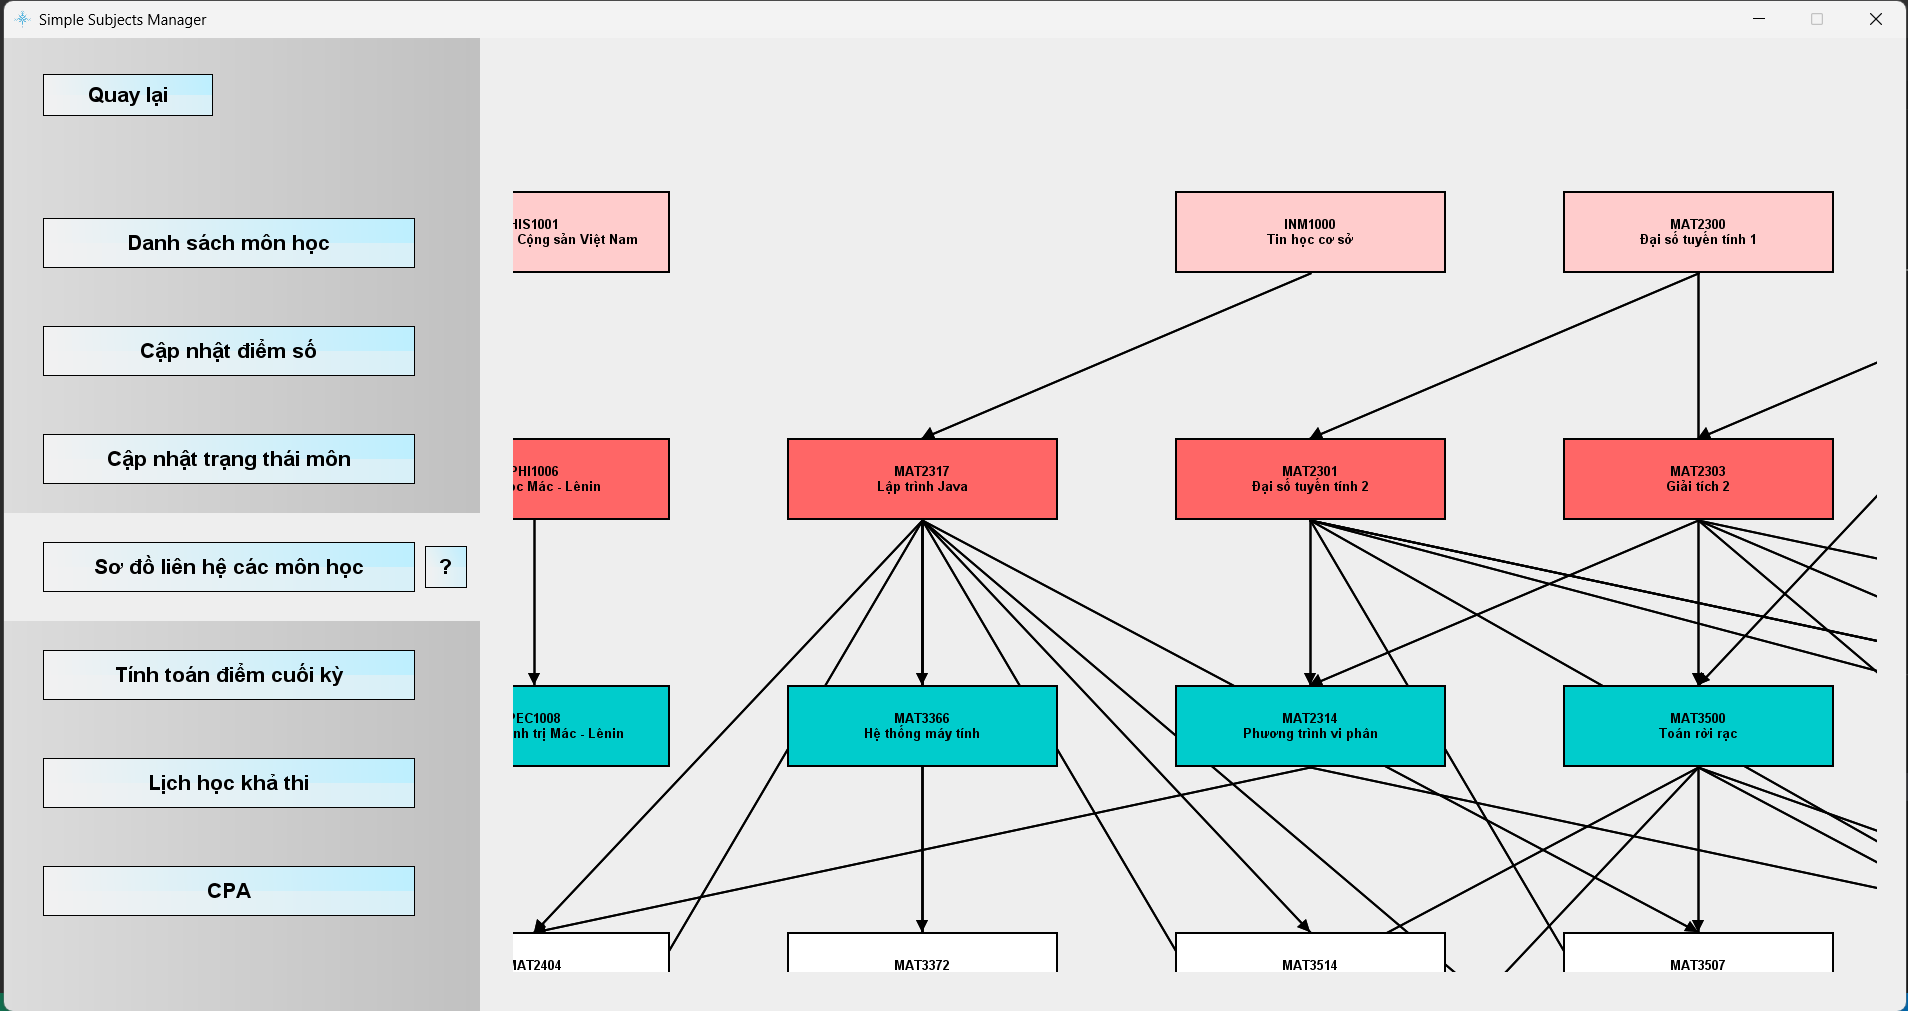 Simple Subjects Manager
Quay lại
Danh sách môn học
Cập nhật điểm số
Cập nhật trạng thái môn
Sơ đồ liên hệ các môn học
?
Tính toán điểm cuối kỳ
Lịch học khả thi
CPA
HIS1001
Cộng sản Việt Nam
INM1000
Tin học cơ sở
MAT2300
Đại số tuyến tính 1
PHI1006
Mác - Lênin
MAT2317
Lập trình Java
MAT2301
Đại số tuyến tính 2
MAT2303
Giải tích 2
PEC1008
trị Mác - Lênin
MAT3366
Hệ thống máy tính
MAT2314
Phương trình vi phân
MAT3500
Toán rời rạc
MAT2404
MAT3372
MAT3514
MAT3507